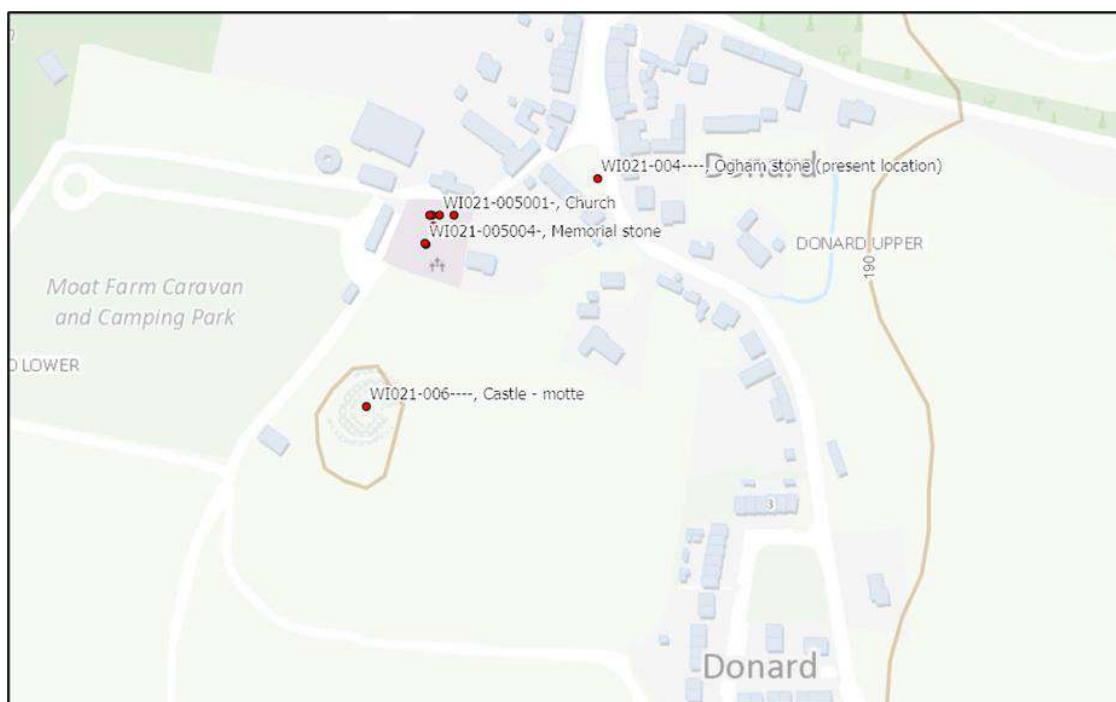 WI021-004----, Ogham stone (present location)
Donard
WI021-005001-, Church
WI021-005004-, Memorial stone
DONARD UPPER
190
Moat Farm Caravan
and Camping Park
LOWER
WI021-006----, Castle - motte
3
Donard